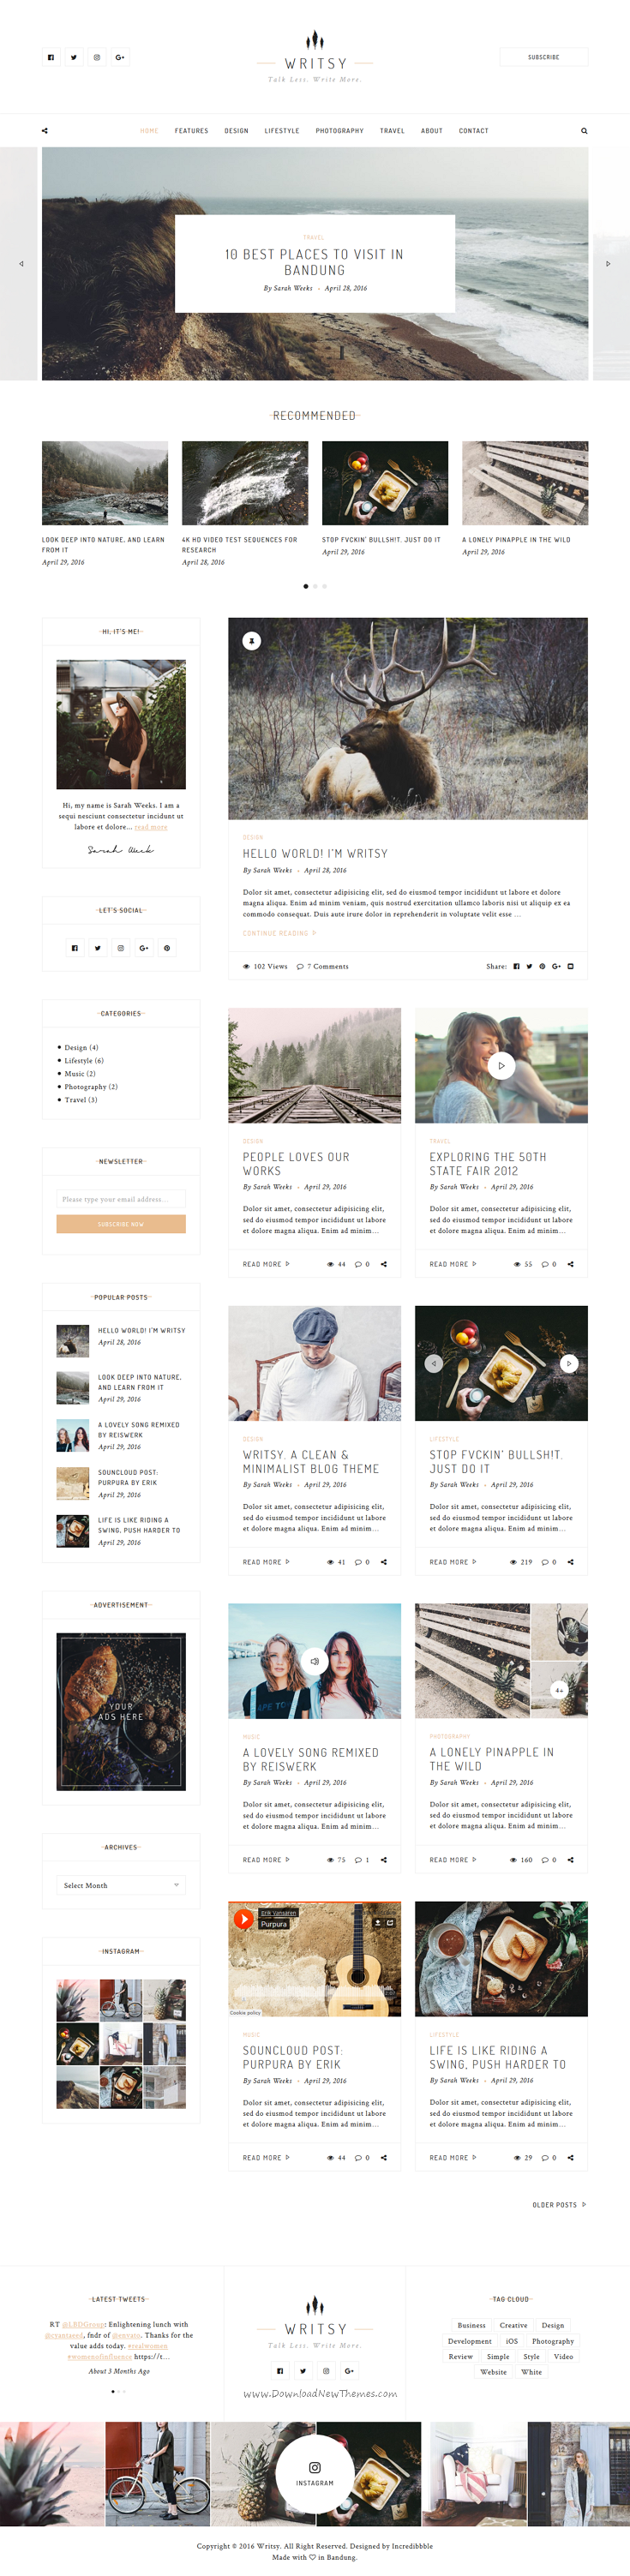 WRITSY
Talk Less. Write More.
SUBSCRIBE
HOME FEATURES DESIGN LIFESTYLE PHOTOGRAPHY TRAVEL ABOUT CONTACT
TRAVEL
10 BEST PLACES TO VISIT IN
BANDUNG
By Sarah Weeks - April 28, 2016
RECOMMENDED
LOOK DEEP INTO NATURE, AND LEARN
FROM IT
April 29, 2016
4K HD VIDEO TEST SEQUENCES FOR
RESEARCH
April 28, 2016
STOP FVCKIN' BULLSH!T. JUST DO IT
April 29, 2016
A LONELY PINAPPLE IN THE WILD
April 29, 2016
HI, IT'S ME!
Hi, my name is Sarah Weeks. I am a
sequi nesciunt consectetur incidunt ut
labore et dolore... read more
Sarah Week
LET'S SOCIAL
CATEGORIES
Design (4)
Lifestyle (6)
Music (2)
Photography (2)
Travel (3)
NEWSLETTER
Please type your email address...
SUBSCRIBE NOW
POPULAR POSTS
HELLO WORLD! I'M WRITSY
April 28, 2016
LOOK DEEP INTO NATURE,
AND LEARN FROM IT
April 29, 2016
A LOVELY SONG REMIXED
BY REISWERK
April 29, 2016
SOUNCLOUD POST:
PURPURA BY ERIK
April 29, 2016
LIFE IS LIKE RIDING A
SWING, PUSH HARDER TO
April 29, 2016
ADVERTISEMENT
YOUR
ADS HERE
ARCHIVES
Select Month
INSTAGRAM
DESIGN
HELLO WORLD! I'M WRITSY
By Sarah Weeks - April 28, 2016
Dolor sit amet, consectetur adipisicing elit, sed do eiusmod tempor incididunt ut labore et dolore
magna aliqua. Enim ad minim veniam, quis nostrud exercitation ullamco laboris nisi ut aliquip ex ea
commodo consequat. Duis aute irure dolor in reprehenderit in voluptate velit esse ...
CONTINUE READING
102 Views 7 Comments Share:
DESIGN
PEOPLE LOVES OUR
WORKS
By Sarah Weeks - April 29, 2016
Dolor sit amet, consectetur adipisicing elit,
sed do eiusmod tempor incididunt ut labore
et dolore magna aliqua. Enim ad minim...
READ MORE 44 0
TRAVEL
EXPLORING THE 50TH
STATE FAIR 2012
By Sarah Weeks - April 29, 2016
Dolor sit amet, consectetur adipisicing elit,
sed do eiusmod tempor incididunt ut labore
et dolore magna aliqua. Enim ad minim...
READ MORE 55 0
DESIGN
WRITSY. A CLEAN &
MINIMALIST BLOG THEME
By Sarah Weeks - April 29, 2016
Dolor sit amet, consectetur adipisicing elit,
sed do eiusmod tempor incididunt ut labore
et dolore magna aliqua. Enim ad minim...
READ MORE 41 0
LIFESTYLE
STOP FVCKIN' BULLSH!T.
JUST DO IT
By Sarah Weeks - April 29, 2016
Dolor sit amet, consectetur adipisicing elit,
sed do eiusmod tempor incididunt ut labore
et dolore magna aliqua. Enim ad minim...
READ MORE 219 0
MUSIC
A LOVELY SONG REMIXED
BY REISWERK
By Sarah Weeks - April 29, 2016
Dolor sit amet, consectetur adipisicing elit,
sed do eiusmod tempor incididunt ut labore
et dolore magna aliqua. Enim ad minim...
READ MORE 75 1
4+
PHOTOGRAPHY
A LONELY PINAPPLE IN
THE WILD
By Sarah Weeks - April 29, 2016
Dolor sit amet, consectetur adipisicing elit,
sed do eiusmod tempor incididunt ut labore
et dolore magna aliqua. Enim ad minim...
READ MORE 160 0
Erik Vansaren
Purpura
Cookie policy
MUSIC
SOUNCLOUD POST:
PURPURA BY ERIK
By Sarah Weeks - April 29, 2016
Dolor sit amet, consectetur adipisicing elit,
sed do eiusmod tempor incididunt ut labore
et dolore magna aliqua. Enim ad minim...
READ MORE 44 0
LIFESTYLE
LIFE IS LIKE RIDING A
SWING, PUSH HARDER TO
By Sarah Weeks - April 29, 2016
Dolor sit amet, consectetur adipisicing elit,
sed do eiusmod tempor incididunt ut labore
et dolore magna aliqua. Enim ad minim...
READ MORE 29 0
OLDER POSTS
LATEST TWEETS
RT @LBDGroup: Enlightening lunch with
@cyantaeed, fndr of @envato. Thanks for the
value adds today. #realwomen
#womenofinfluence https://t...
About 3 Months Ago
WRITSY
Talk Less. Write More.
www.DownloadNewThemes.com
TAG CLOUD
Business Creative Design
Development iOS Photography
Review Simple Style Video
Website White
INSTAGRAM
Copyright © 2016 Writsy. All Right Reserved. Designed by Incredibbble
Made with ♡ in Bandung.